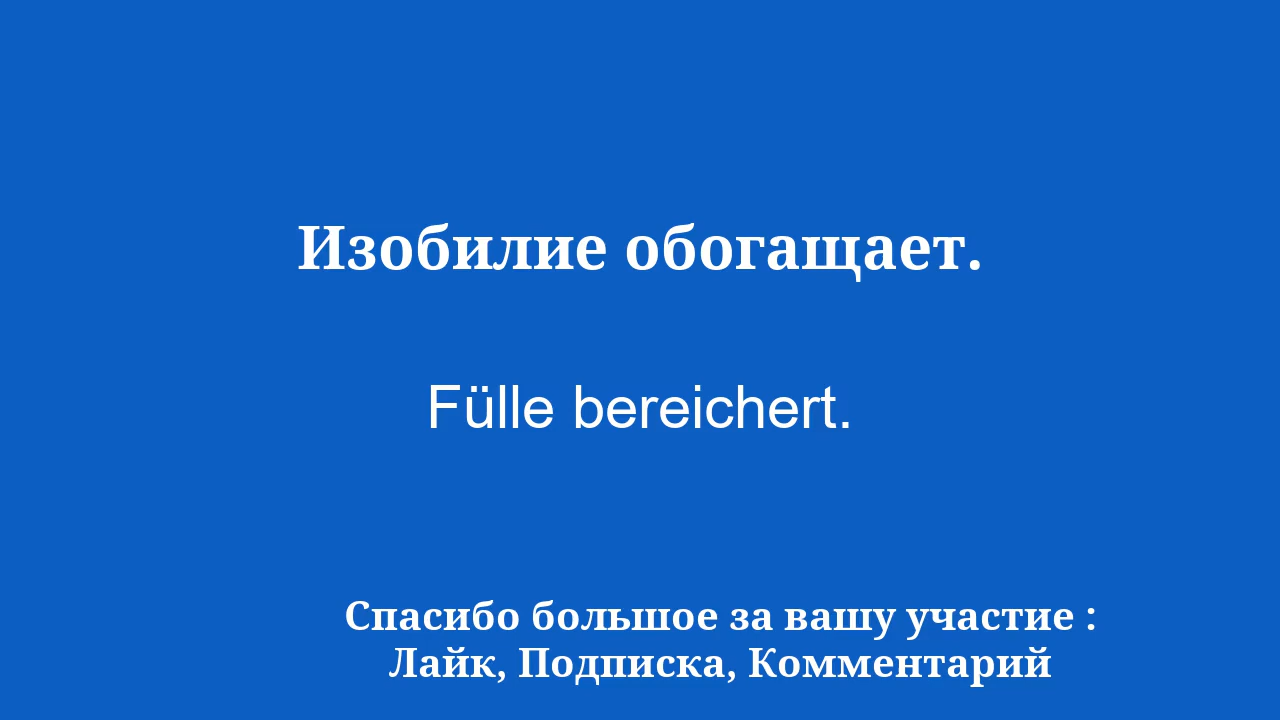 Изобилие обогащает.
Fülle bereichert.
Спасибо большое за вашу участие :
Лайк, Подписка, Комментарий